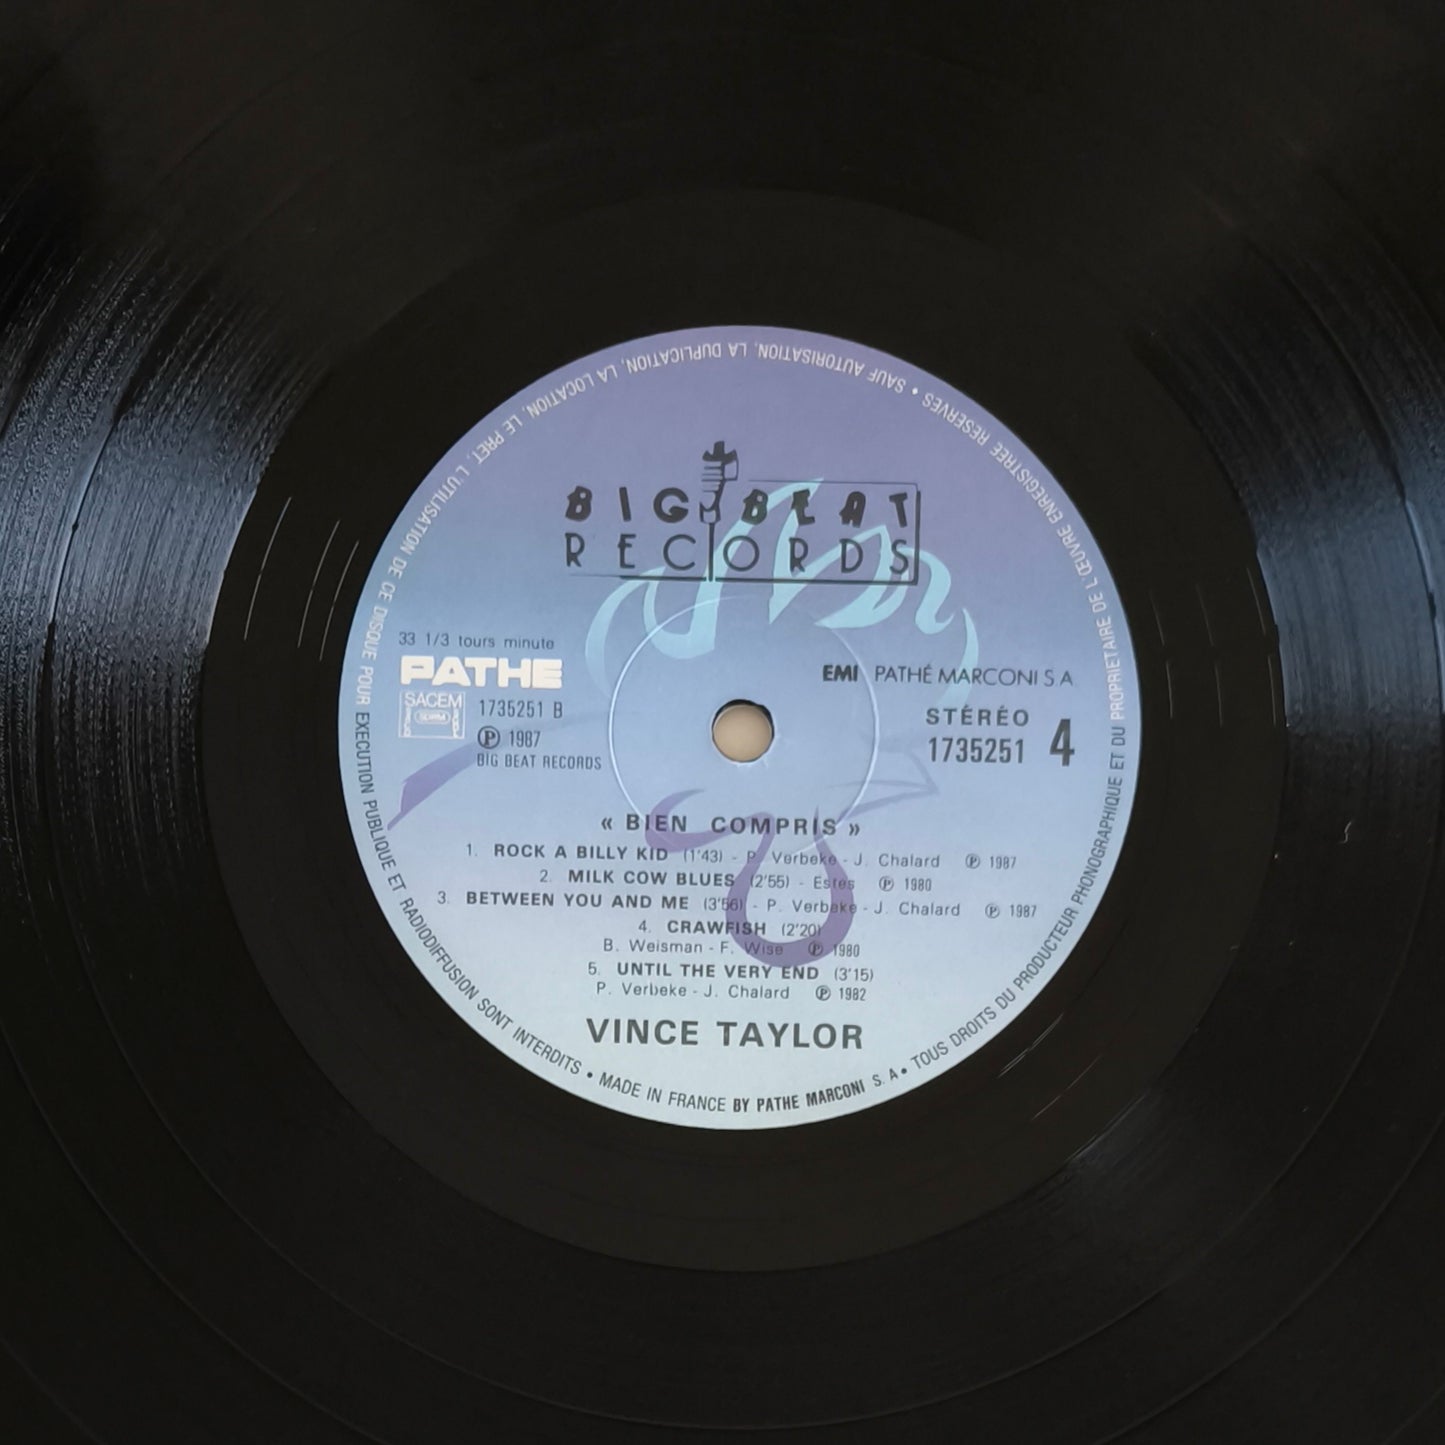 BIG BEAT
RECORDS
33 1/3 tours minute
PATHE
SACEM
SDRM
1735251 B
℗ 1987
BIG BEAT RECORDS
EMI PATHÉ MARCONI S.A
STÉRÉO
1735251 4
« BIEN COMPRIS »
1. ROCK A BILLY KID (1'43) - P. Verbeke - J. Chalard ℗ 1987
2. MILK COW BLUES (2'55) - Estes ℗ 1980
3. BETWEEN YOU AND ME (3'56) - P. Verbeke - J. Chalard ℗ 1987
4. CRAWFISH (2'20)
B. Weisman - F. Wise ℗ 1980
5. UNTIL THE VERY END (3'15)
P. Verbeke - J. Chalard ℗ 1982
VINCE TAYLOR
• TOUS DROITS DU PRODUCTEUR PHONOGRAPHIQUE ET DU PROPRIETAIRE DE L'ŒUVRE ENREGISTREE RESERVES • SAUF AUTORISATION, LA DUPLICATION, LA LOCATION, LE PRET, L'UTILISATION DE CE DISQUE POUR EXECUTION PUBLIQUE ET RADIODIFFUSION SONT INTERDITS • MADE IN FRANCE BY PATHE MARCONI S.A